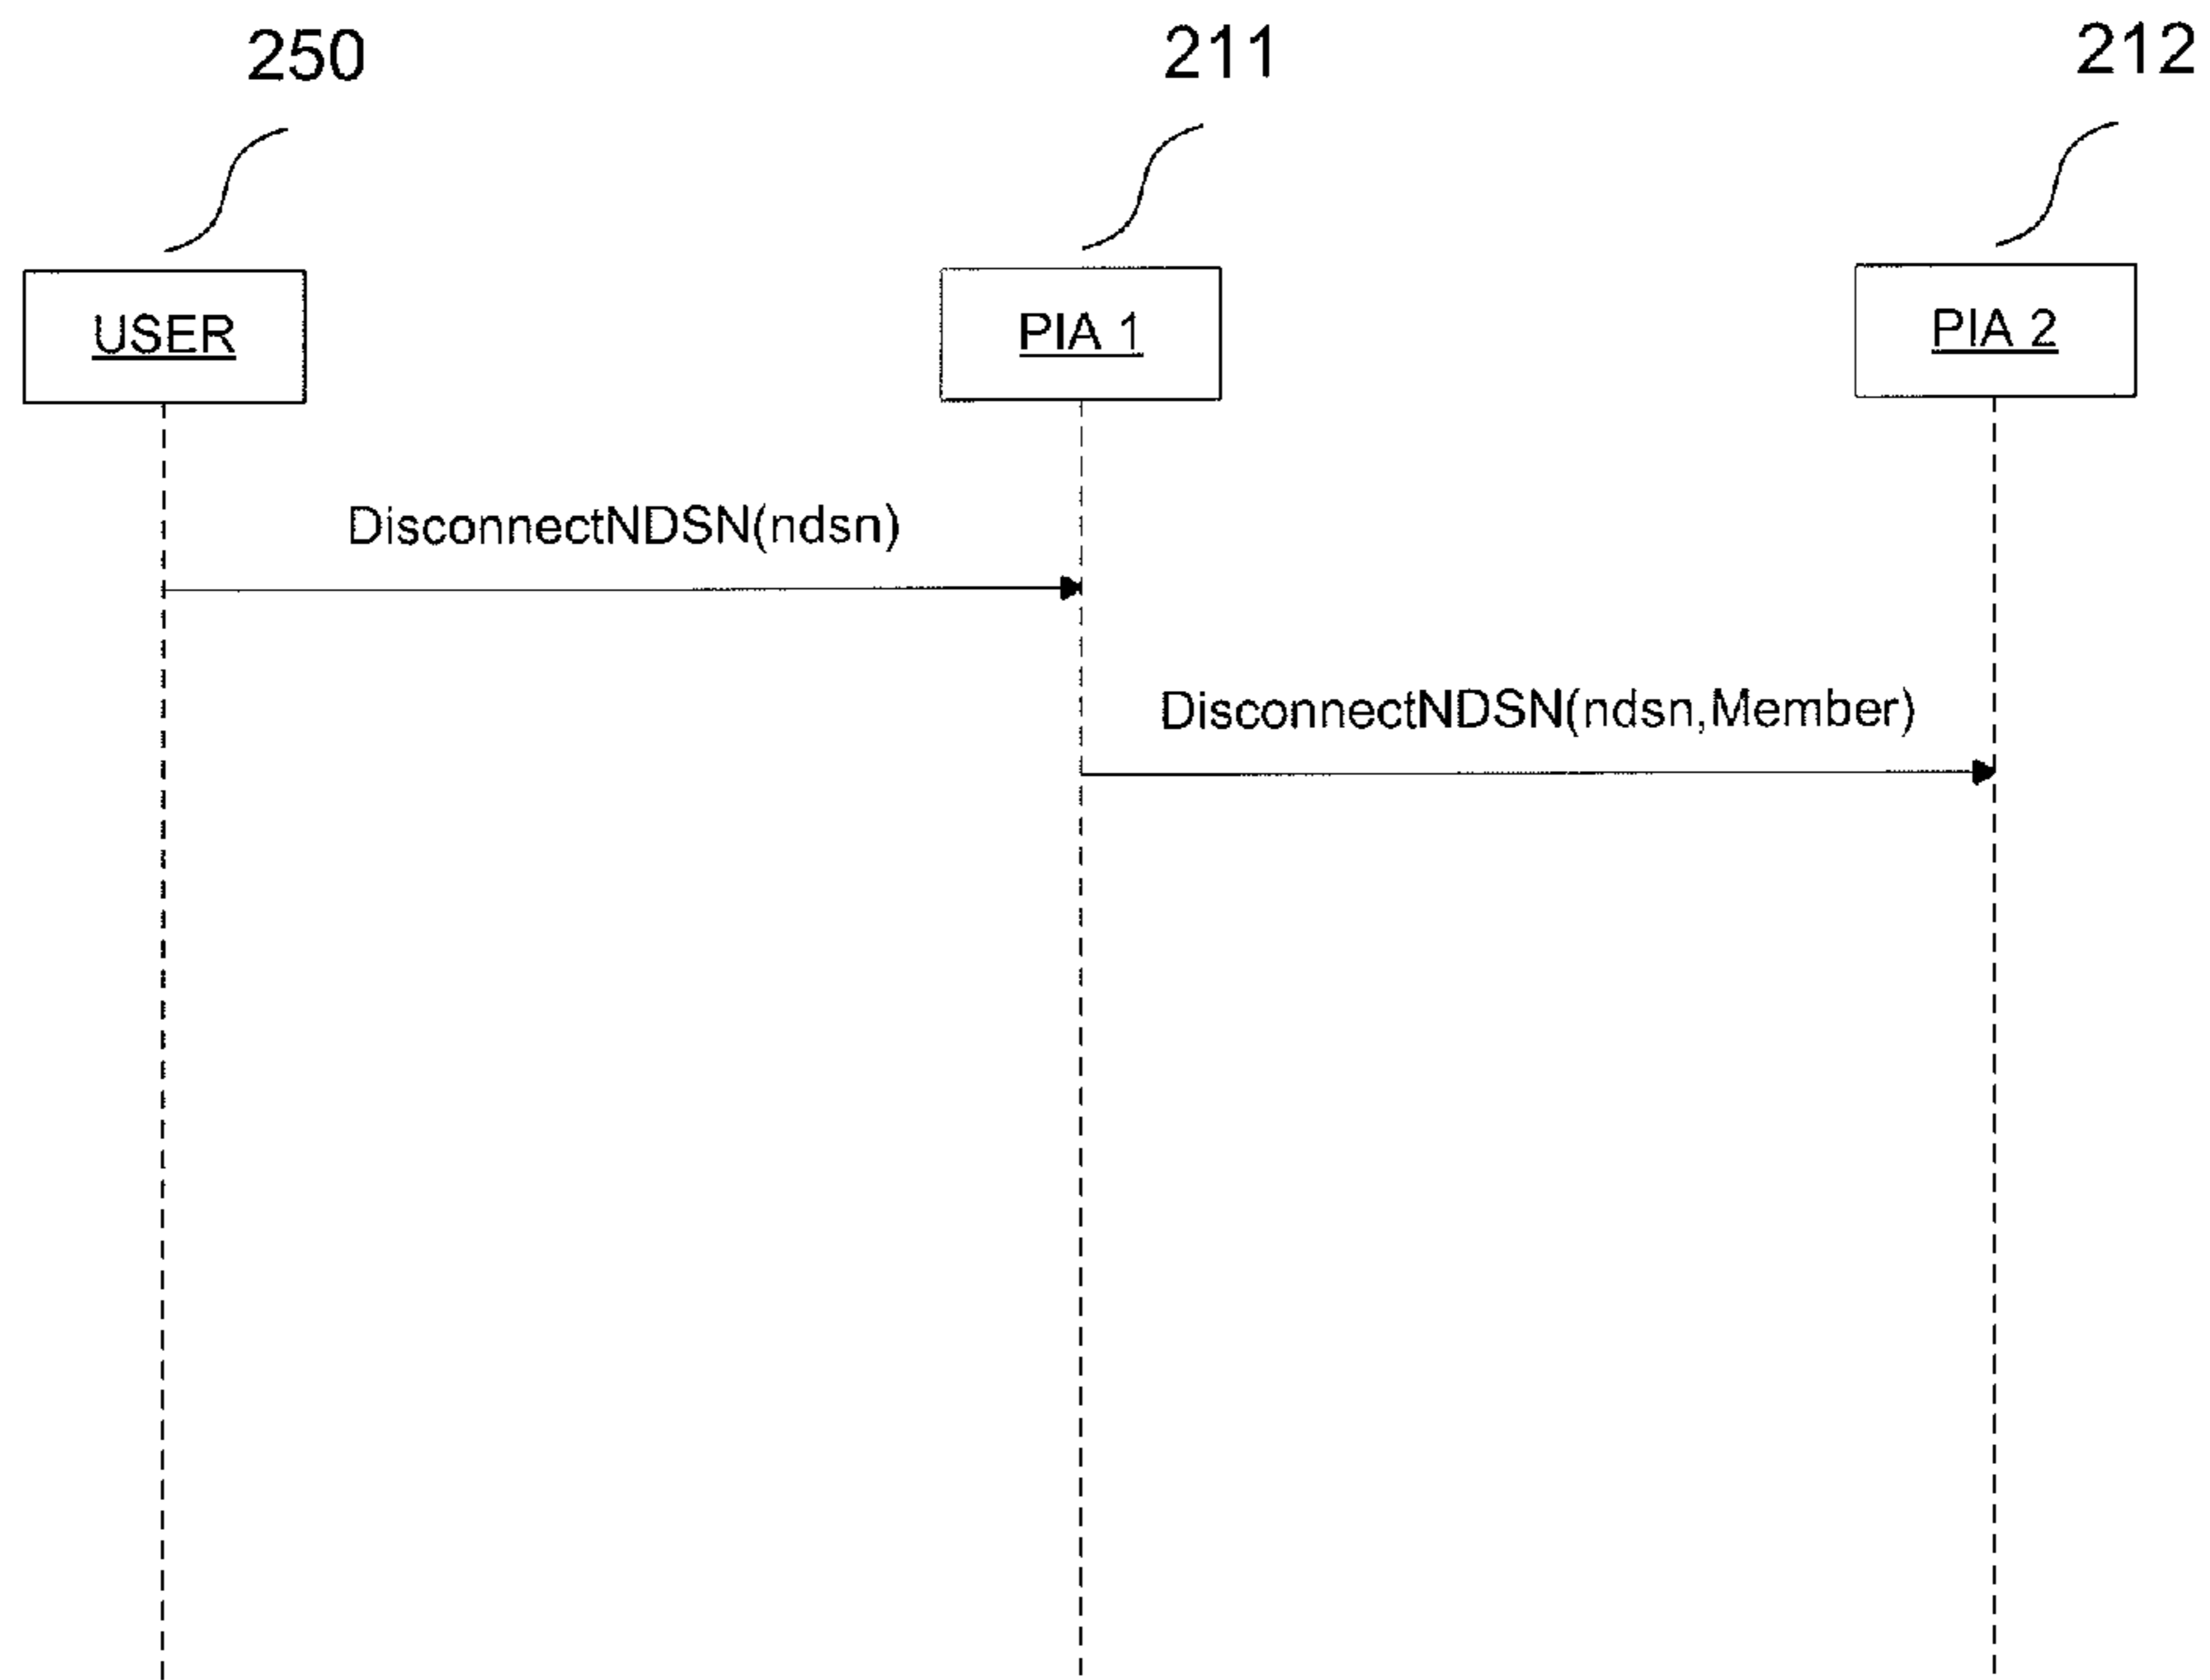 250
211
212
USER
PIA 1
PIA 2
DisconnectNDSN(ndsn)
DisconnectNDSN(ndsn,Member)